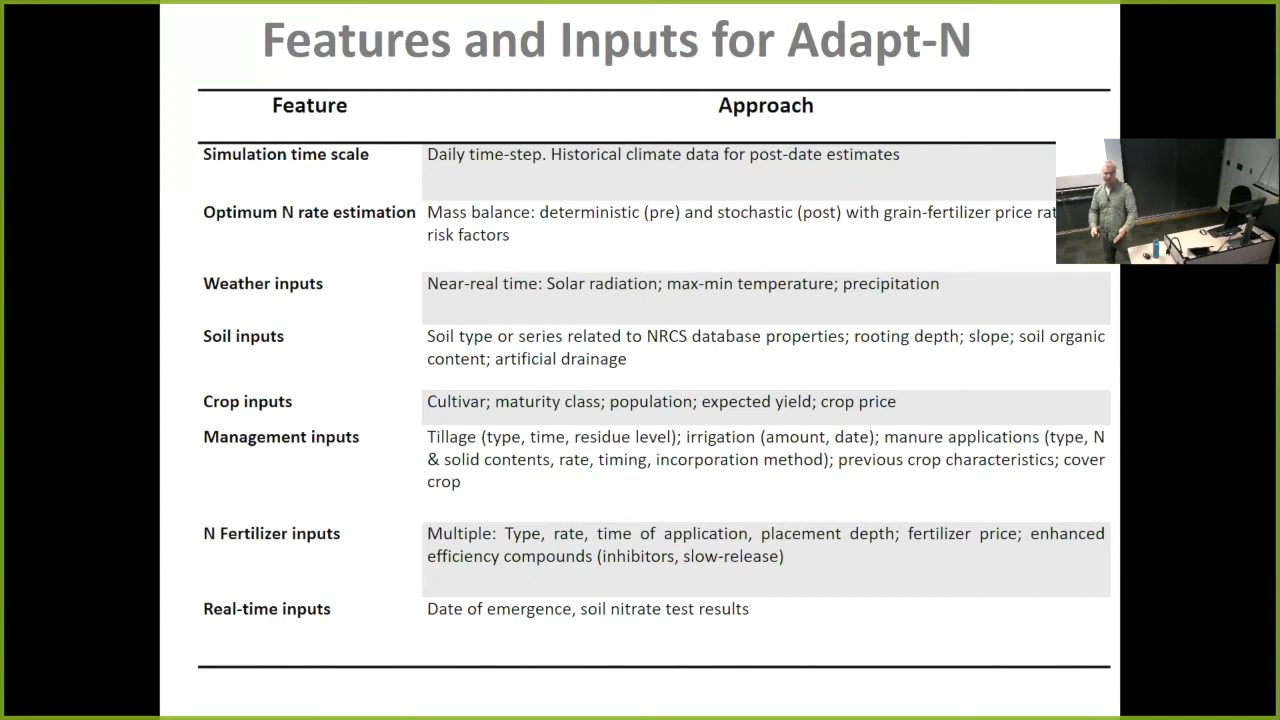 Features and Inputs for Adapt-N
Feature
Approach
Simulation time scale
Daily time-step. Historical climate data for post-date estimates
Optimum N rate estimation
Mass balance: deterministic (pre) and stochastic (post) with grain-fertilizer price
risk factors
Weather inputs
Near-real time: Solar radiation; max-min temperature; precipitation
Soil inputs
Soil type or series related to NRCS database properties; rooting depth; slope; soil organic
content; artificial drainage
Crop inputs
Cultivar; maturity class; population; expected yield; crop price
Management inputs
Tillage (type, time, residue level); irrigation (amount, date); manure applications (type, N
& solid contents, rate, timing, incorporation method); previous crop characteristics; cover
crop
N Fertilizer inputs
Multiple: Type, rate, time of application, placement depth; fertilizer price; enhanced
efficiency compounds (inhibitors, slow-release)
Real-time inputs
Date of emergence, soil nitrate test results